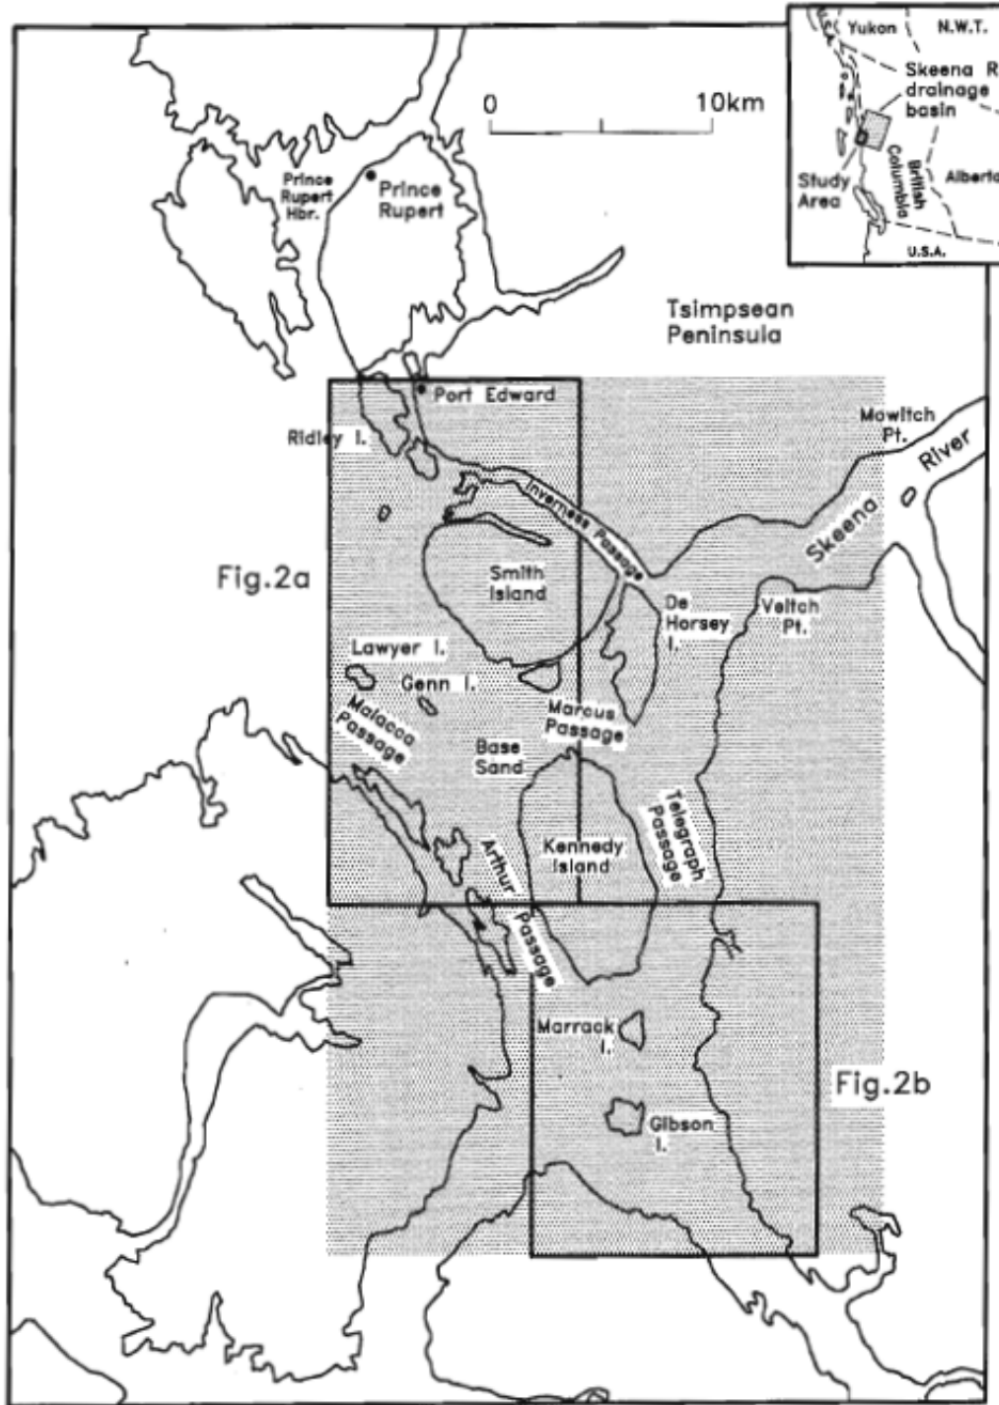 Yukon
N.W.T.
Skeena R
drainage
basin
Study
Area
British
Columbia
Alberta
U.S.A.
0
10km
Prince
Rupert
Hbr.
Prince
Rupert
Tsimpsean
Peninsula
Port Edward
Ridley I.
Mowitch
Pt.
Skeena River
Inverness Passage
Fig.2a
Smith
Island
De
Horsey
I.
Veitch
Pt.
Lawyer I.
Genn I.
Malacca
Passage
Marcus
Passage
Base
Sand
Telegraph
Passage
Kennedy
Island
Arthur Passage
Marrack
I.
Fig.2b
Gibson
I.